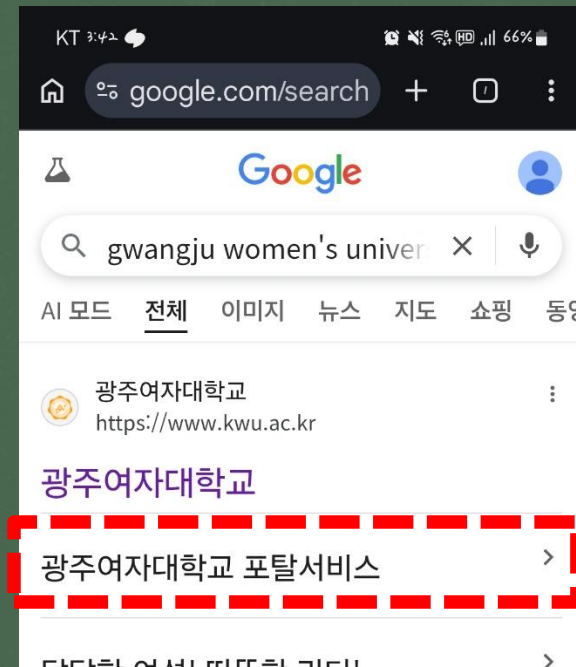 KT 3:42 HD 66%
google.com/search
Google
gwangju women's univer
AI 모드 전체 이미지 뉴스 지도 쇼핑
광주여자대학교
https://www.kwu.ac.kr
광주여자대학교
광주여자대학교 포탈서비스